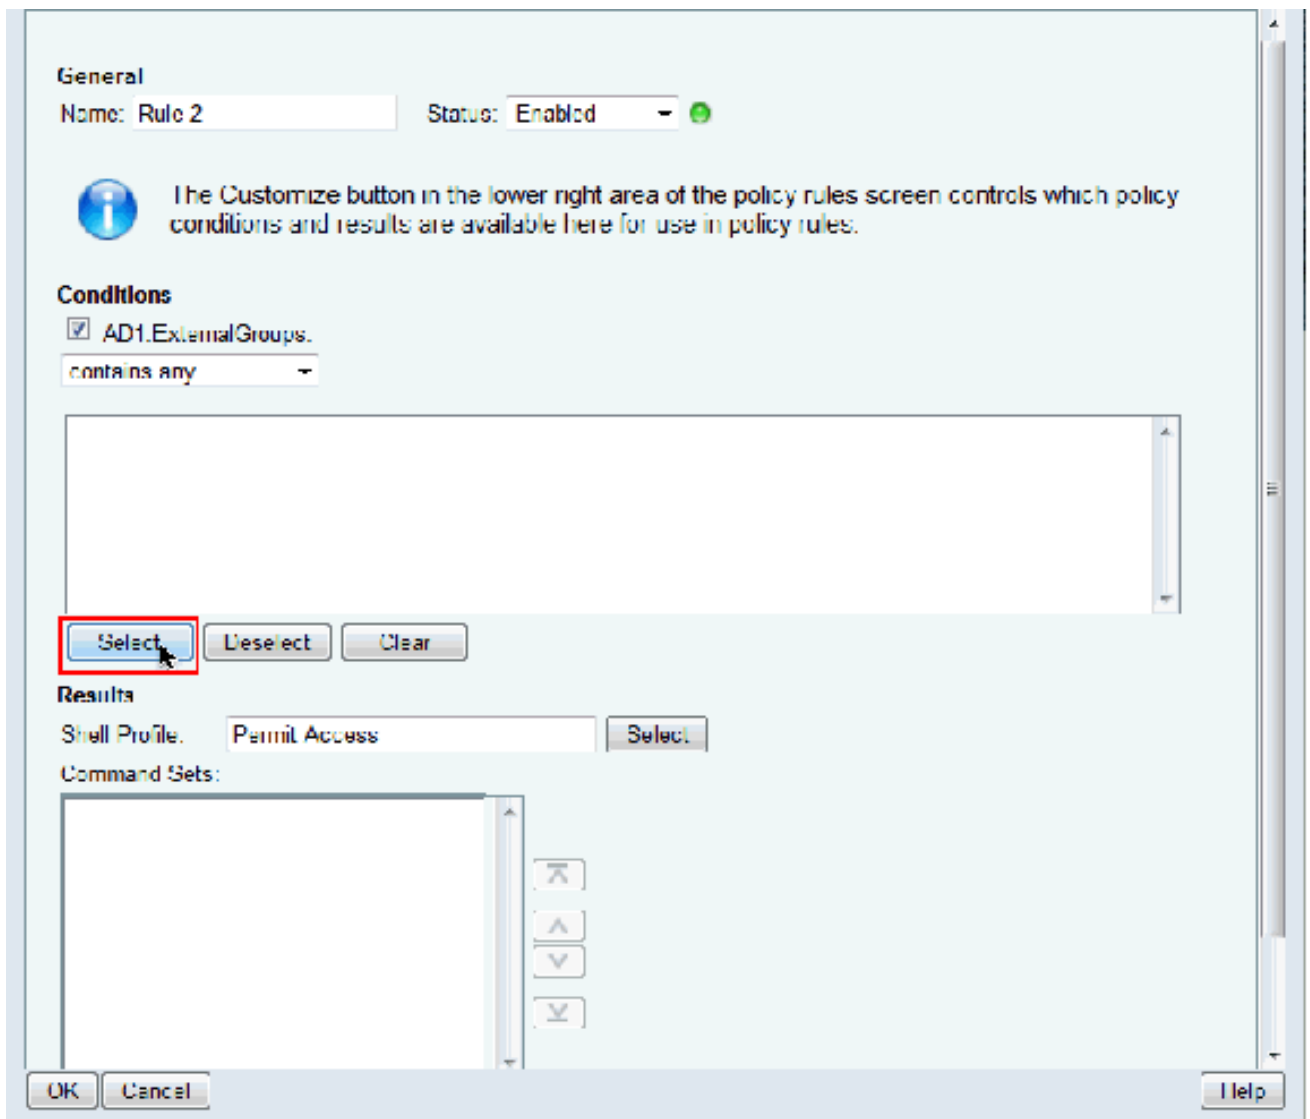 General
Name: Rule 2 Status: Enabled
The Customize button in the lower right area of the policy rules screen controls which policy
conditions and results are available here for use in policy rules.
Conditions
AD1:ExternalGroups:
contains any
Select Deselect Clear
Results
Shell Profile: Permit Access Select
Command Sets:
OK Cancel Help